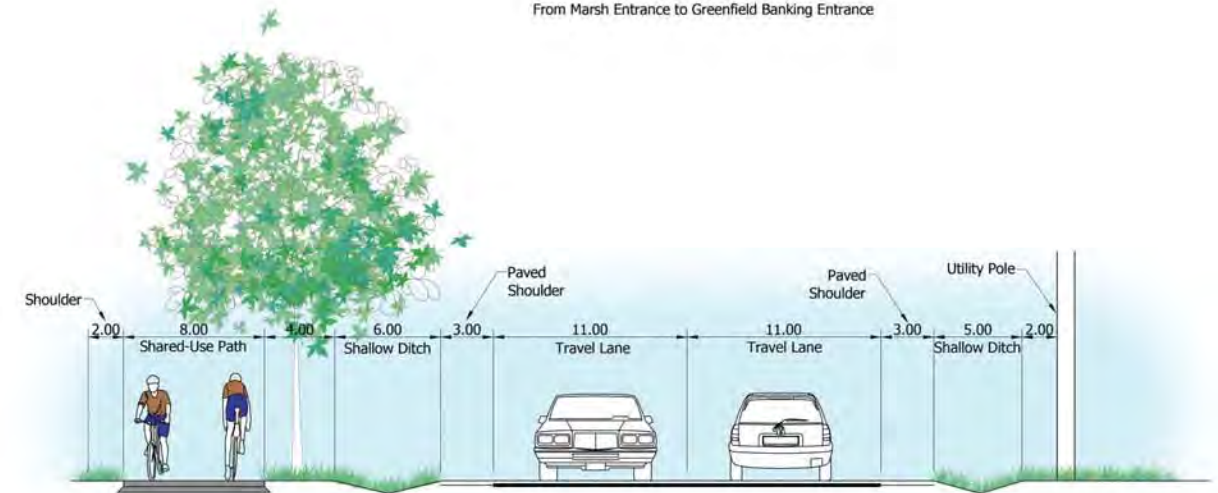 From Marsh Entrance to Greenfield Banking Entrance
Shoulder
Paved
Shoulder
Paved
Shoulder
Utility Pole
2.00 8.00 4.00 6.00 3.00 11.00 11.00 3.00 5.00 2.00
Shared-Use Path Shallow Ditch Travel Lane Travel Lane Shallow Ditch